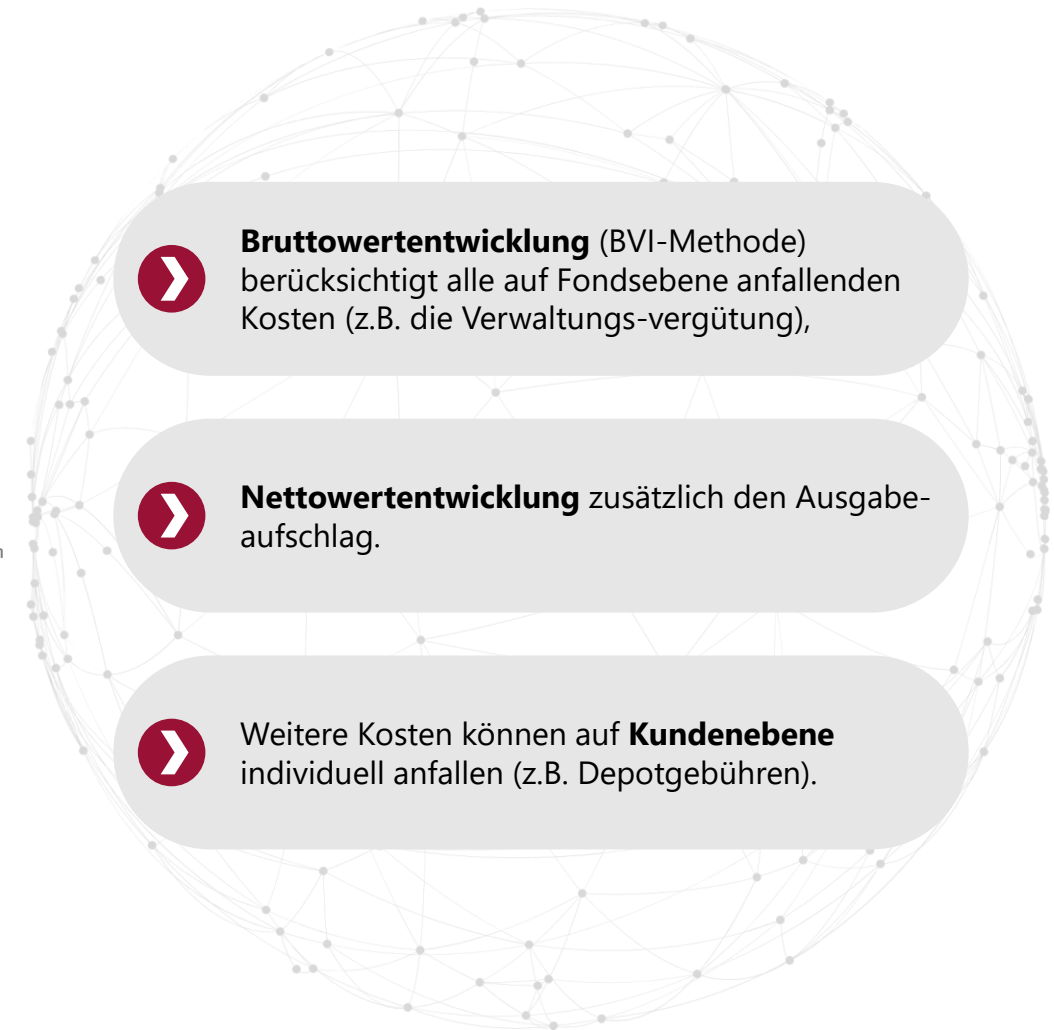 Bruttowertentwicklung (BVI-Methode)
berücksichtigt alle auf Fondsebene anfallenden
Kosten (z.B. die Verwaltungs-vergütung),
Nettowertentwicklung zusätzlich den Ausgabe-
aufschlag.
n
Weitere Kosten können auf Kundenebene
individuell anfallen (z.B. Depotgebühren).